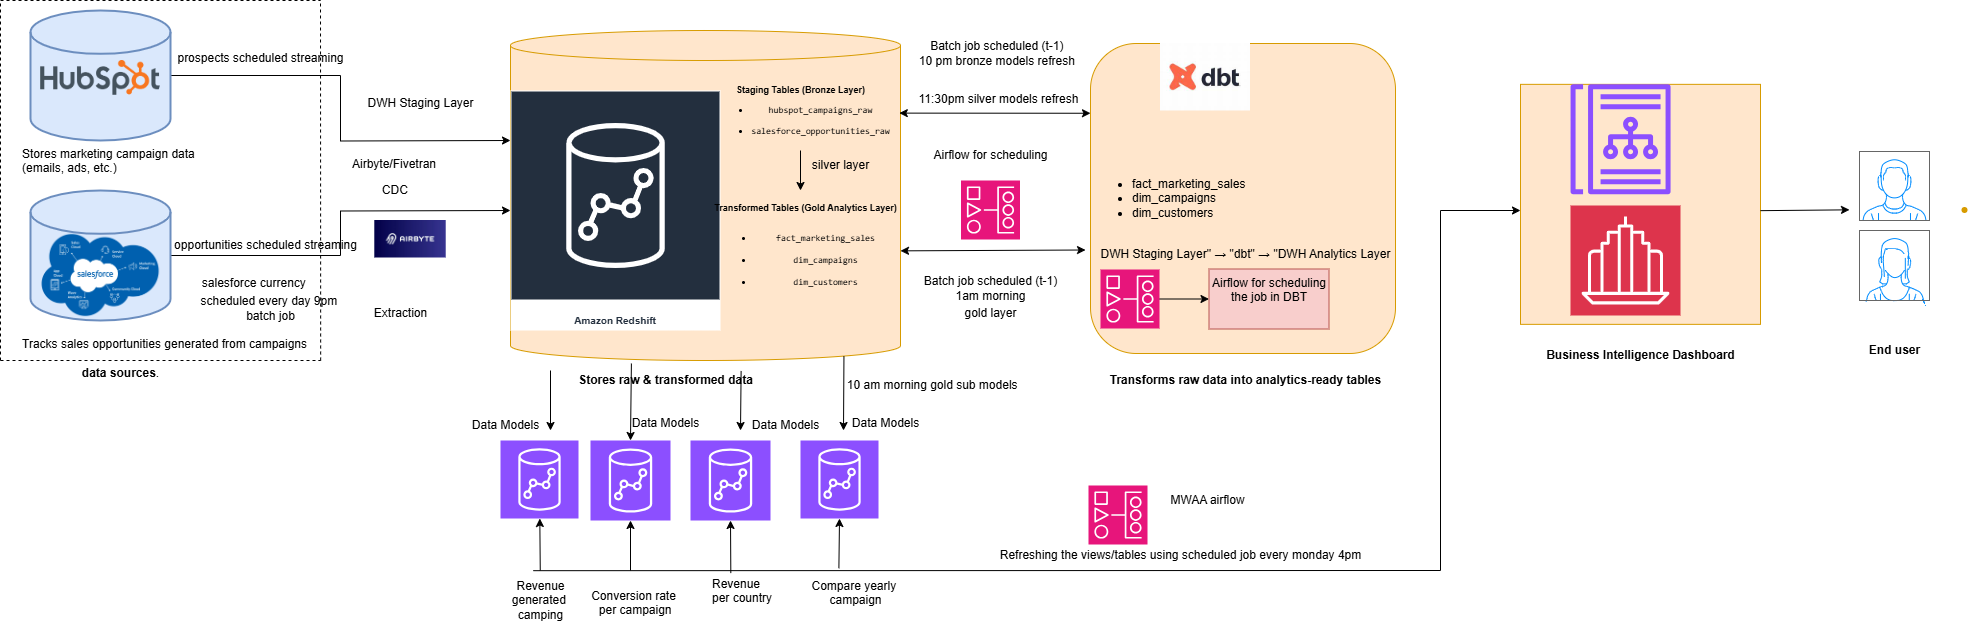 HubSpot
prospects scheduled streaming
Stores marketing campaign data
(emails, ads, etc.)
salesforce
opportunities scheduled streaming
salesforce currency
scheduled every day 9pm
batch job
Tracks sales opportunities generated from campaigns
data sources.
DWH Staging Layer
Airbyte/Fivetran
CDC
AIRBYTE
Extraction
Amazon Redshift
Staging Tables (Bronze Layer)
• hubspot_campaigns_raw
• salesforce_opportunities_raw
silver layer
Transformed Tables (Gold Analytics Layer)
• fact_marketing_sales
• dim_campaigns
• dim_customers
Stores raw & transformed data
Batch job scheduled (t-1)
10 pm bronze models refresh
11:30pm silver models refresh
Airflow for scheduling
Batch job scheduled (t-1)
1am morning
gold layer
dbt
• fact_marketing_sales
• dim_campaigns
• dim_customers
DWH Staging Layer" → "dbt" → "DWH Analytics Layer
Airflow for scheduling
the job in DBT
Transforms raw data into analytics-ready tables
Business Intelligence Dashboard
End user
10 am morning gold sub models
Data Models
Data Models
Data Models
Data Models
MWAA airflow
Refreshing the views/tables using scheduled job every monday 4pm
Revenue
generated
camping
Conversion rate
per campaign
Revenue
per country
Compare yearly
campaign